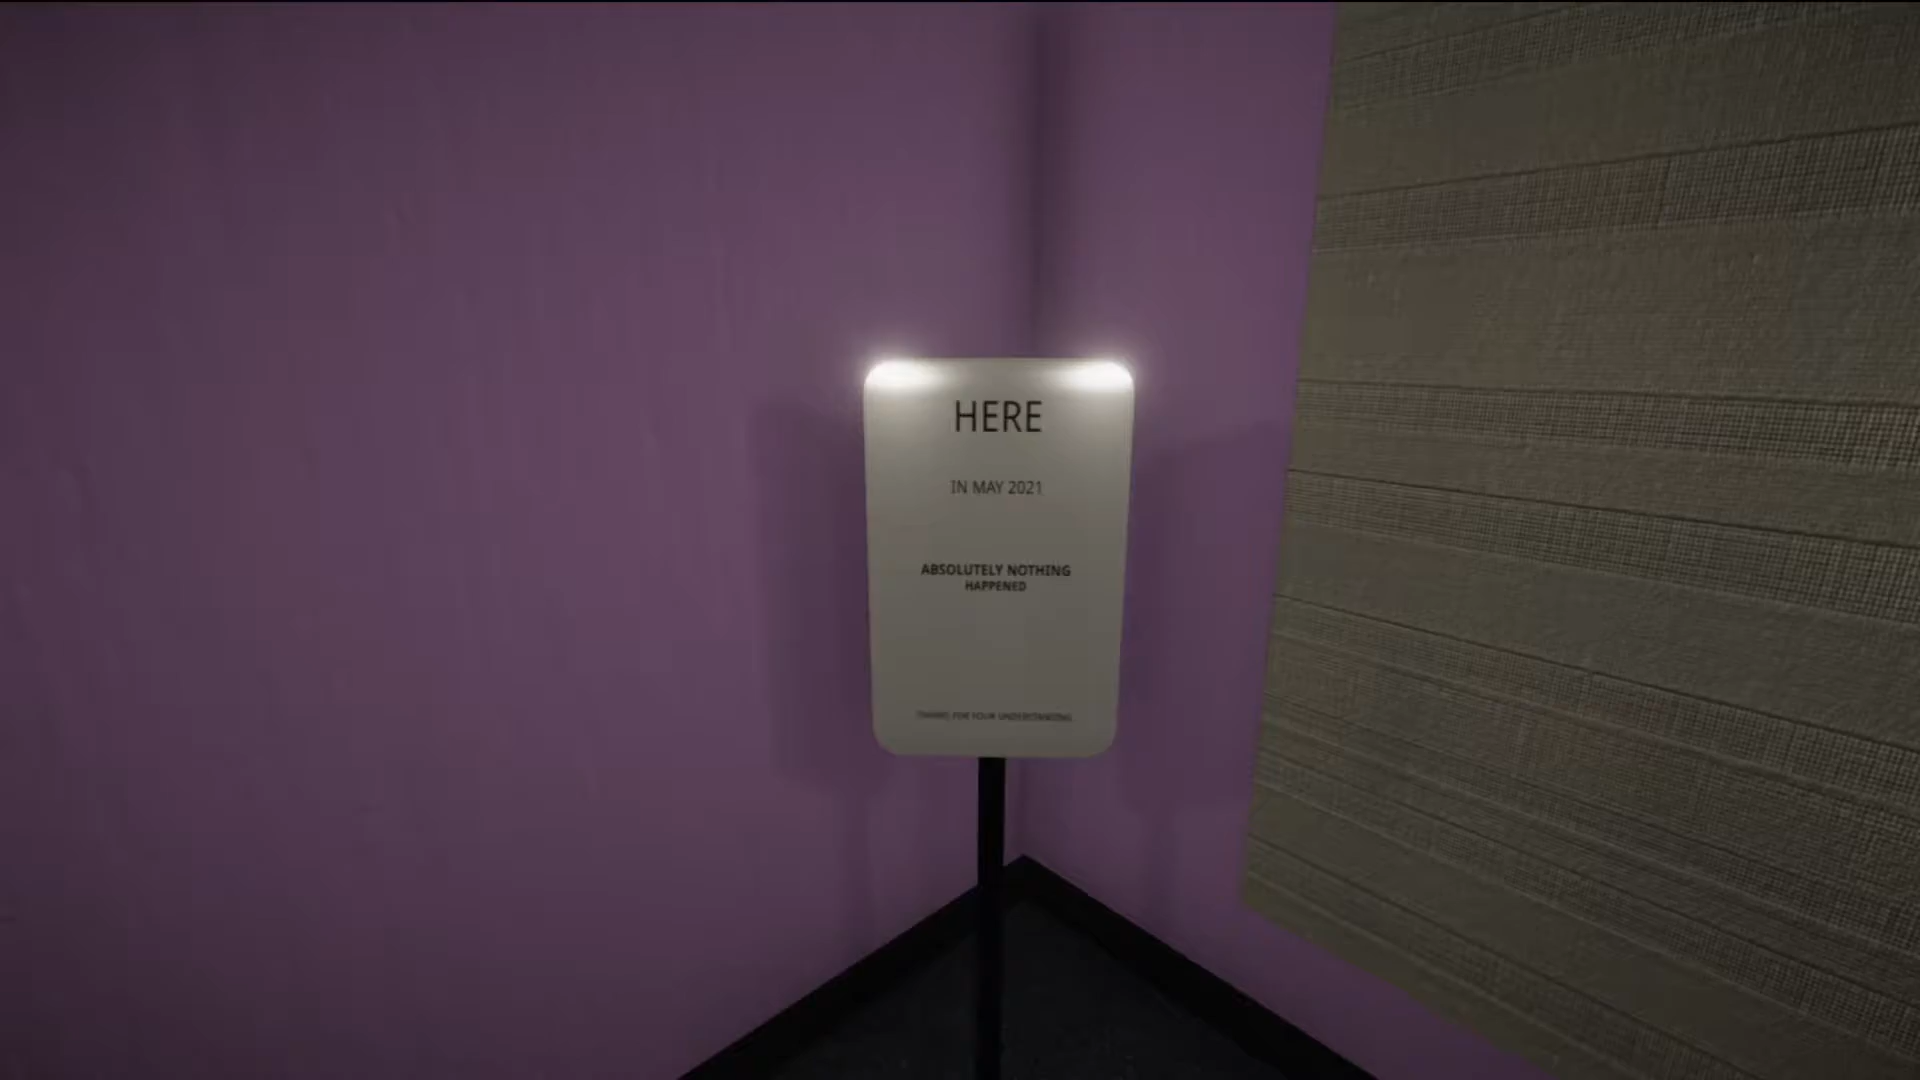 HERE
IN MAY 2021
ABSOLUTELY NOTHING
HAPPENED
THANKS FOR YOUR UNDERSTANDING